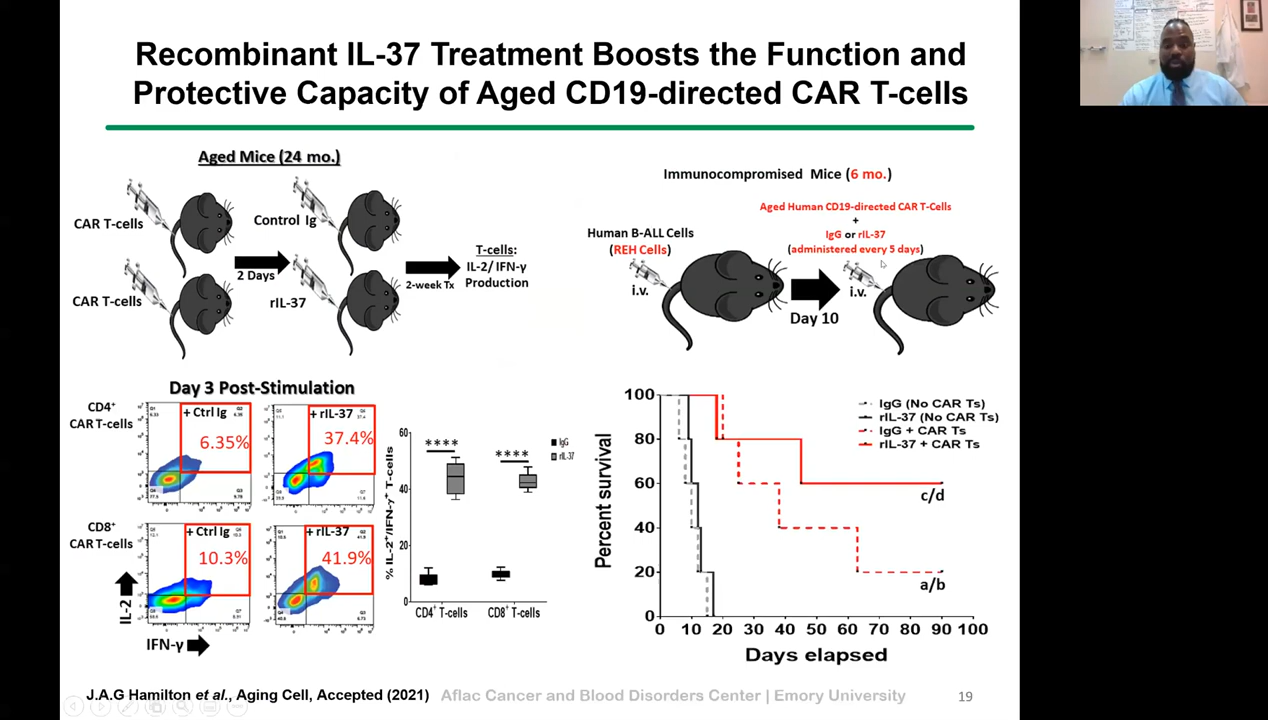 Recombinant IL-37 Treatment Boosts the Function and
Protective Capacity of Aged CD19-directed CAR T-cells
Aged Mice (24 mo.)
CAR T-cells
Control Ig
CAR T-cells
2 Days
rIL-37
2-week Tx
T-cells:
IL-2/ IFN-γ
Production
Immunocompromised Mice (6 mo.)
Human B-ALL Cells
(REH Cells)
i.v.
Day 10
Aged Human CD19-directed CAR T-Cells
+
IgG or rIL-37
(administered every 5 days)
i.v.
Day 3 Post-Stimulation
CD4+
CAR T-cells
+ Ctrl Ig
6.35%
+ rIL-37
37.4%
CD8+
CAR T-cells
+ Ctrl Ig
10.3%
+ rIL-37
41.9%
IL-2
IFN-γ
% IL-2+/IFN-γ+ T-cells
60
40
20
0
****
****
IgG
rIL-37
CD4+ T-cells
CD8+ T-cells
Percent survival
100
80
60
40
20
0
0 10 20 30 40 50 60 70 80 90 100
Days elapsed
IgG (No CAR Ts)
rIL-37 (No CAR Ts)
IgG + CAR Ts
rIL-37 + CAR Ts
c/d
a/b
J.A.G Hamilton et al., Aging Cell, Accepted (2021)
Aflac Cancer and Blood Disorders Center | Emory University
19